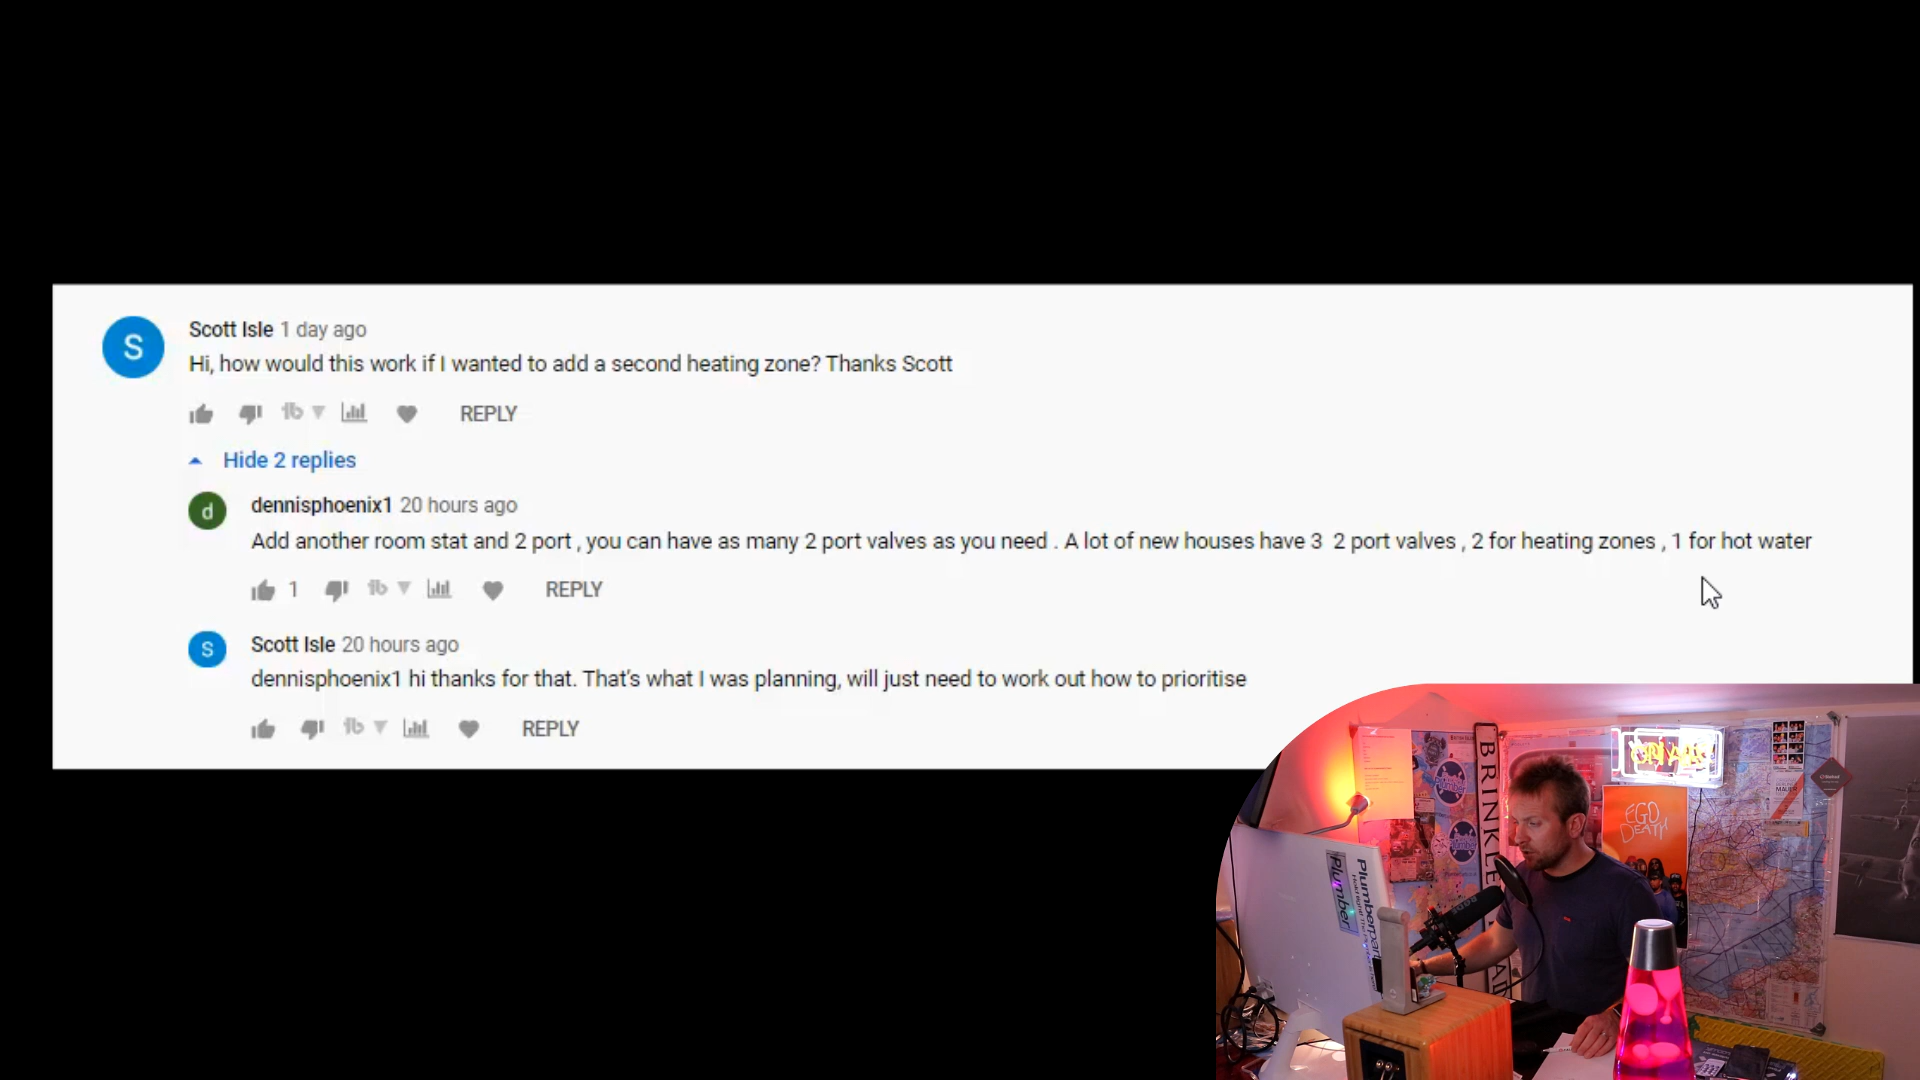 S
Scott Isle 1 day ago
Hi, how would this work if I wanted to add a second heating zone? Thanks Scott
REPLY
Hide 2 replies
d
dennisphoenix1 20 hours ago
Add another room stat and 2 port , you can have as many 2 port valves as you need . A lot of new houses have 3 2 port valves , 2 for heating zones , 1 for hot water
1
REPLY
S
Scott Isle 20 hours ago
dennisphoenix1 hi thanks for that. That's what I was planning, will just need to work out how to prioritise
REPLY
BRINKLE
EGO
DEATH
Plumber
Plumberpar